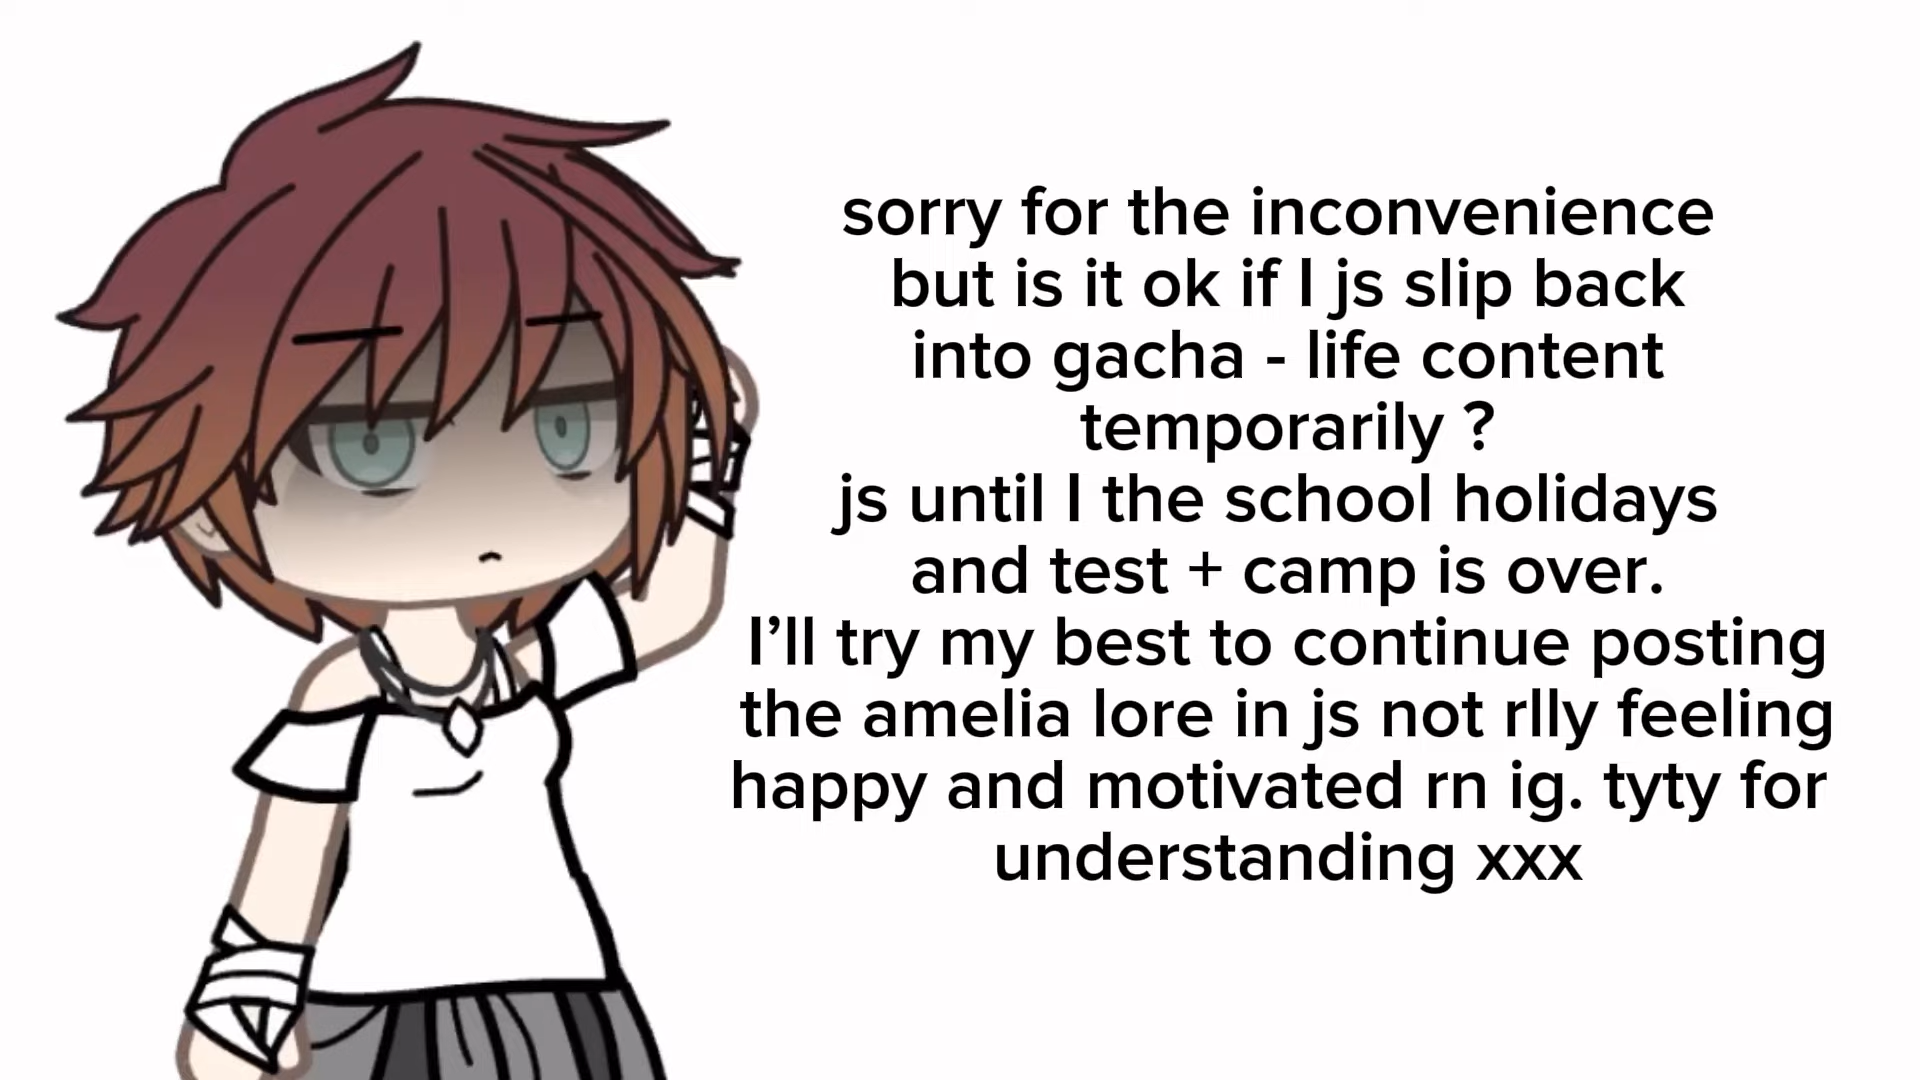 sorry for the inconvenience
but is it ok if I js slip back
into gacha - life content
temporarily ?
js until I the school holidays
and test + camp is over.
I’ll try my best to continue posting
the amelia lore in js not rlly feeling
happy and motivated rn ig. tyty for
understanding xxx